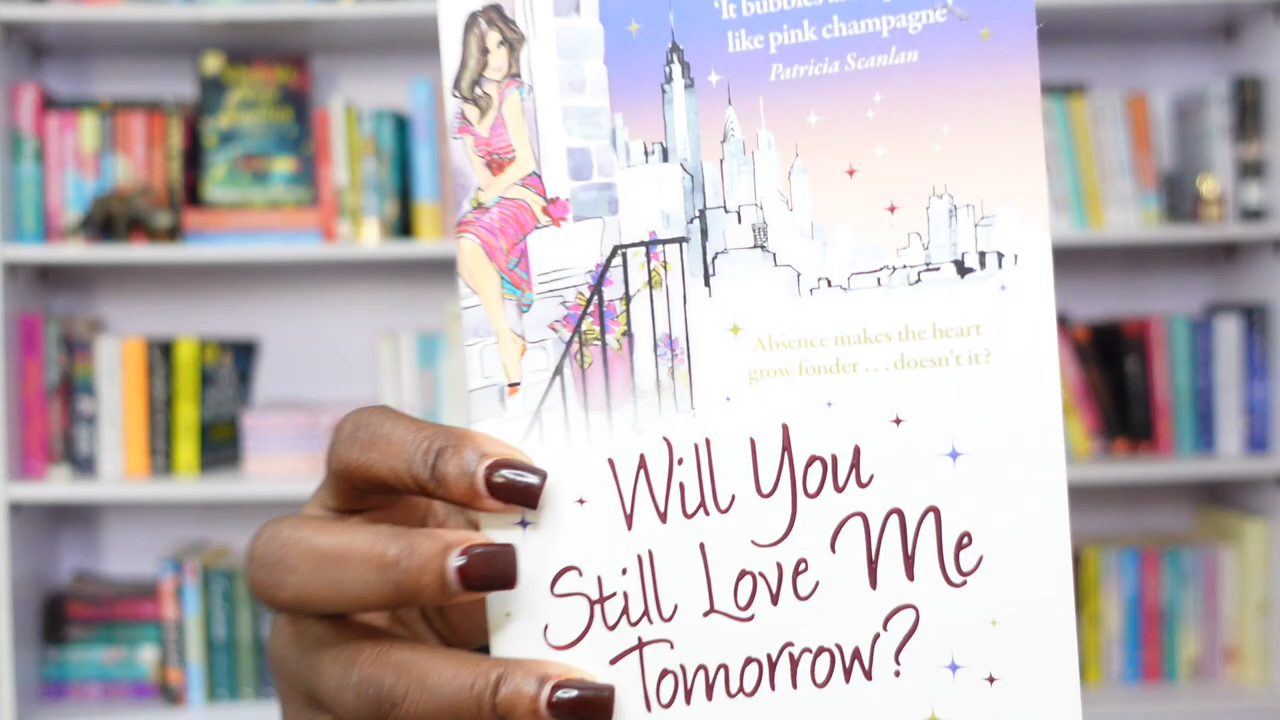 'It bubbles
like pink champagne'
Patricia Scanlan
Absence makes the heart
grow fonder . . . doesn't it?
Will You
Still Love Me
Tomorrow?